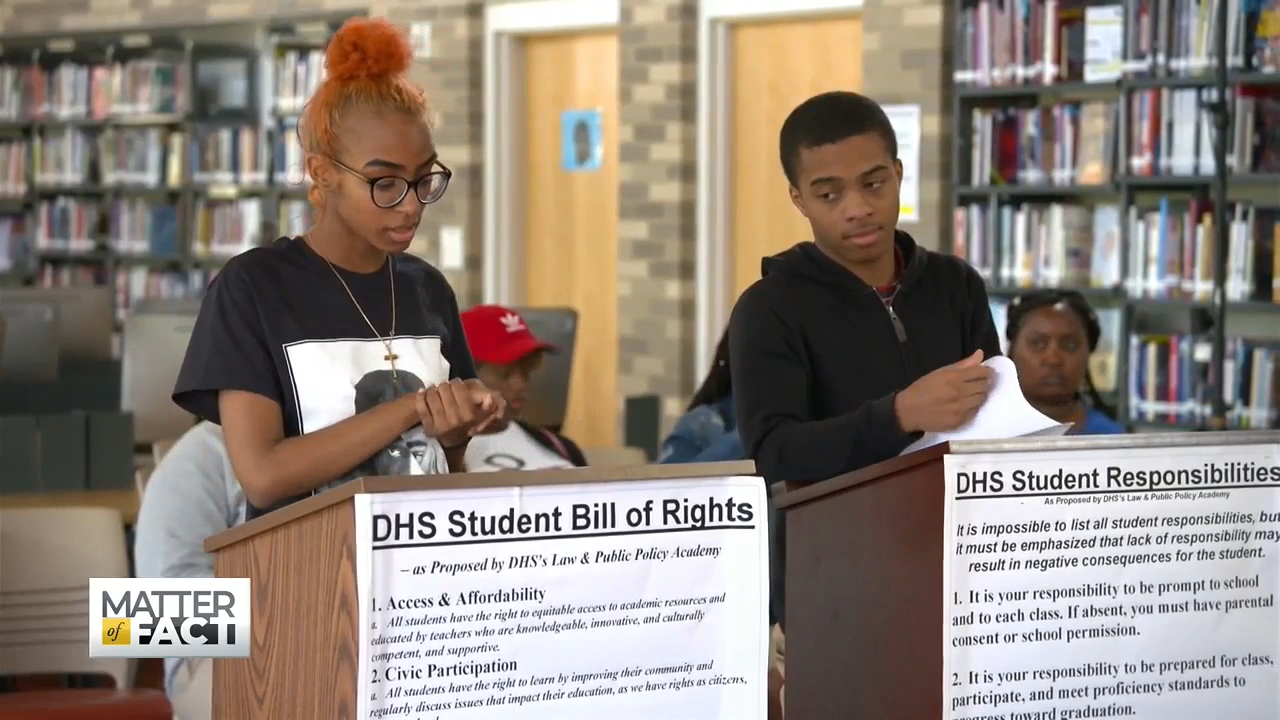 DHS Student Bill of Rights
– as Proposed by DHS's Law & Public Policy Academy
1. Access & Affordability
a. All students have the right to equitable access to academic resources and
educated by teachers who are knowledgeable, innovative, and culturally
competent, and supportive.
2. Civic Participation
a. All students have the right to learn by improving their community and
regularly discuss issues that impact their education, as we have rights as citizens,
DHS Student Responsibilities
As Proposed by DHS's Law & Public Policy Academy
It is impossible to list all student responsibilities, but
it must be emphasized that lack of responsibility may
result in negative consequences for the student.
1. It is your responsibility to be prompt to school
and to each class. If absent, you must have parental
consent or school permission.
2. It is your responsibility to be prepared for class,
participate, and meet proficiency standards to
progress toward graduation.
MATTER
of FACT